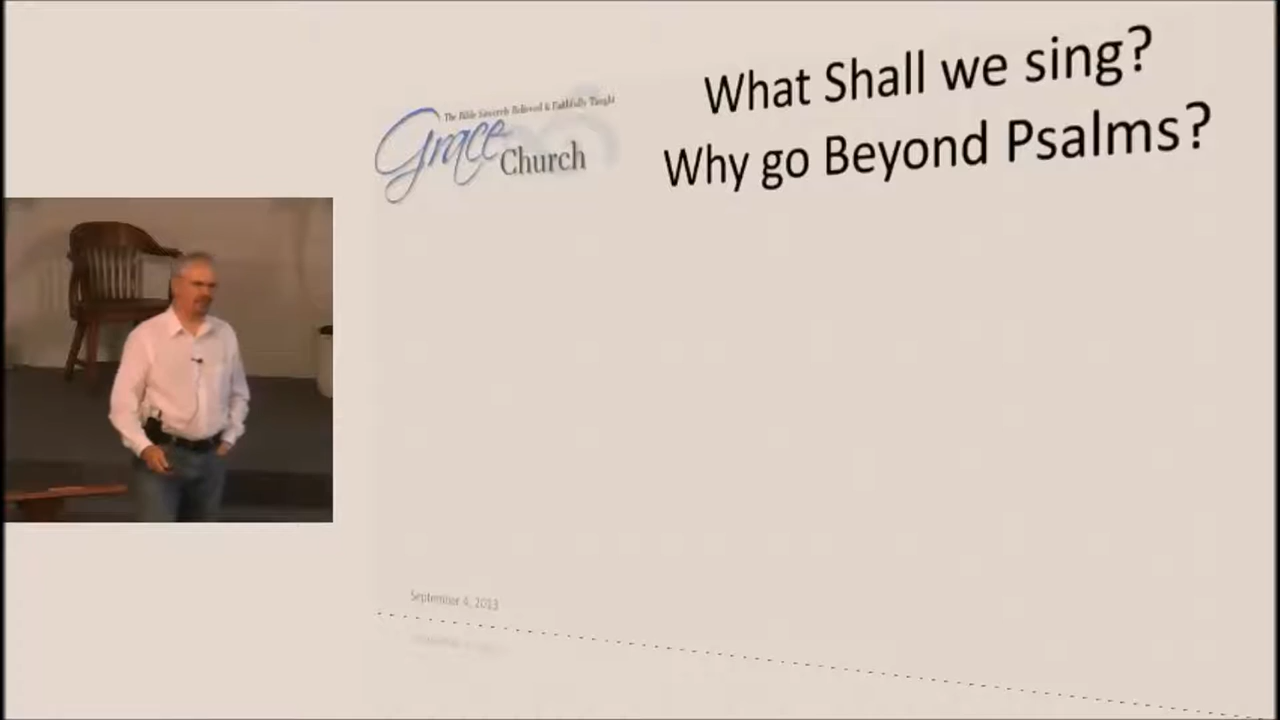 What Shall we sing?
Why go Beyond Psalms?
The Bible Sincerely Believed & Faithfully Taught
Grace
Church
September 4, 2013